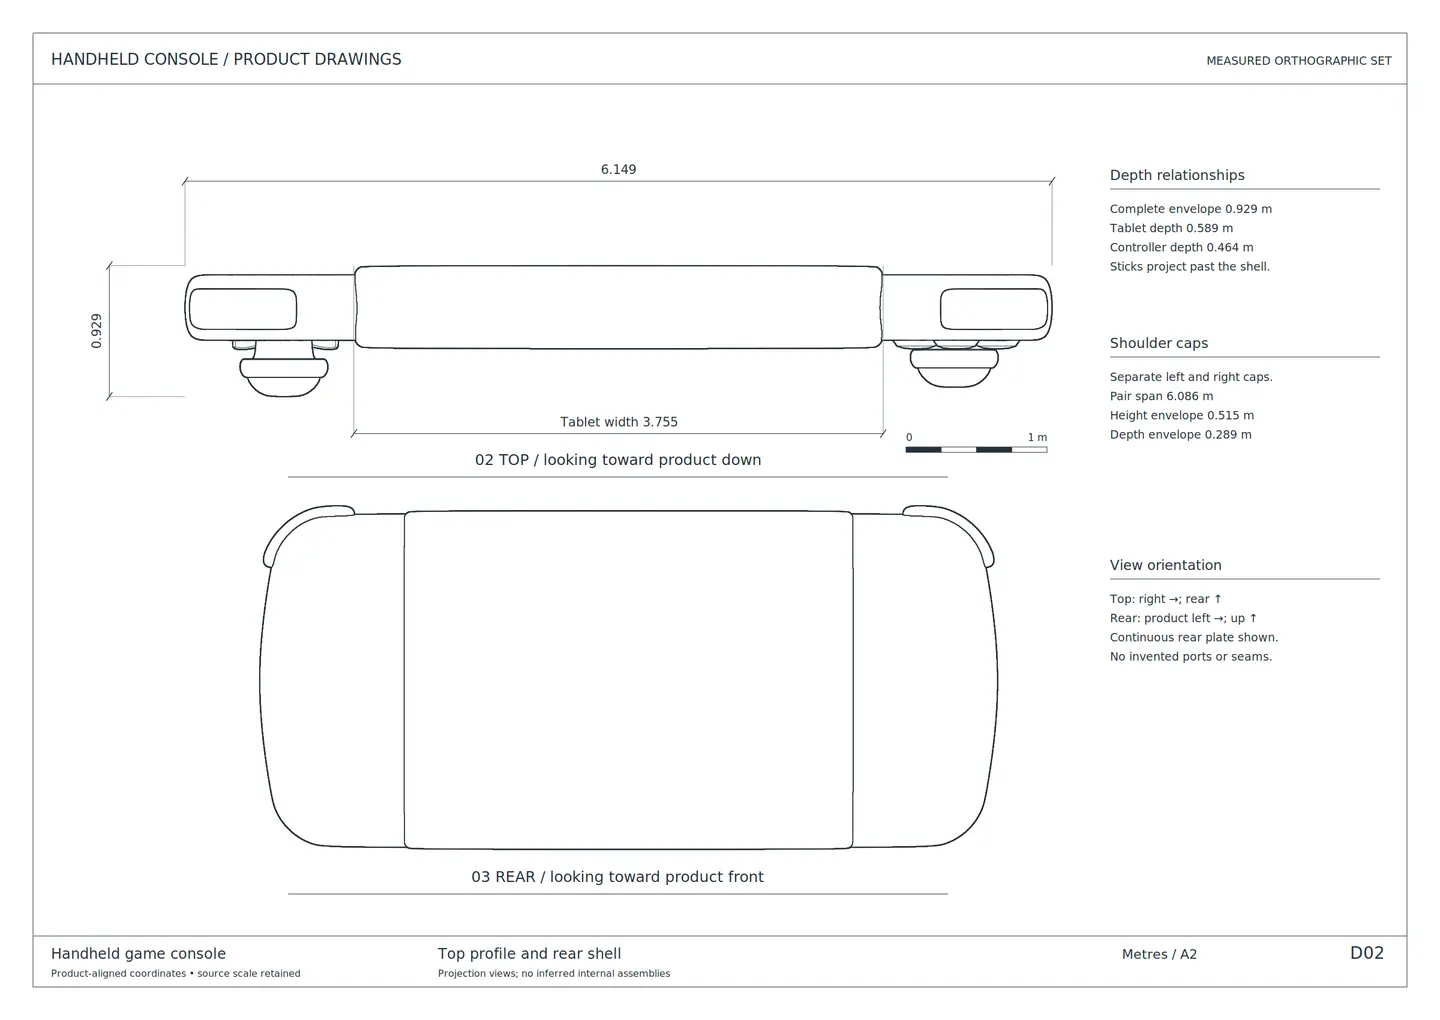 HANDHELD CONSOLE / PRODUCT DRAWINGS
MEASURED ORTHOGRAPHIC SET
6.149
0.929
Tablet width 3.755
0
1 m
02 TOP / looking toward product down
03 REAR / looking toward product front
Depth relationships
Complete envelope 0.929 m
Tablet depth 0.589 m
Controller depth 0.464 m
Sticks project past the shell.
Shoulder caps
Separate left and right caps.
Pair span 6.086 m
Height envelope 0.515 m
Depth envelope 0.289 m
View orientation
Top: right →; rear ↑
Rear: product left →; up ↑
Continuous rear plate shown.
No invented ports or seams.
Handheld game console
Product-aligned coordinates • source scale retained
Top profile and rear shell
Projection views; no inferred internal assemblies
Metres / A2
D02